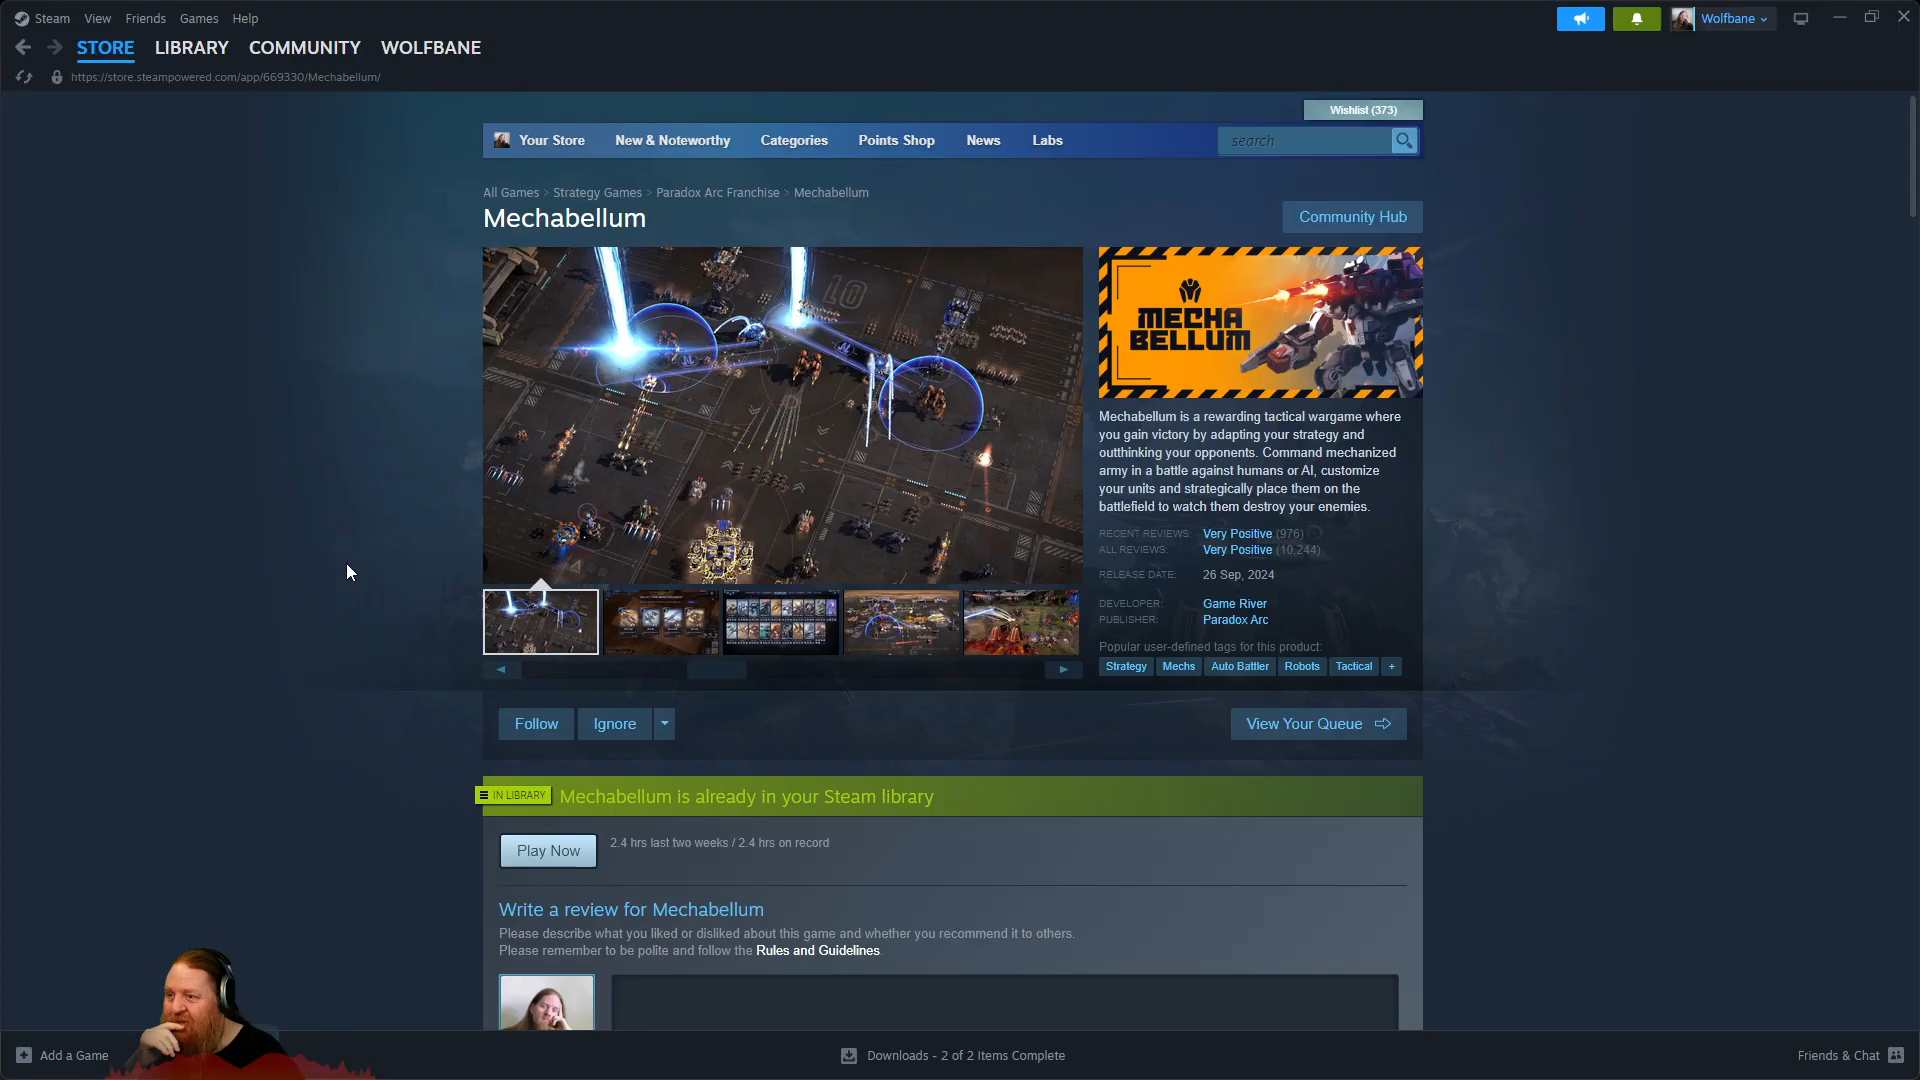 Steam View Friends Games Help
Wolfbane
STORE LIBRARY COMMUNITY WOLFBANE
https://store.steampowered.com/app/669330/Mechabellum/
Wishlist (373)
Your Store New & Noteworthy Categories Points Shop News Labs
search
All Games > Strategy Games > Paradox Arc Franchise > Mechabellum
Mechabellum
Community Hub
MECHA
BELLUM
Mechabellum is a rewarding tactical wargame where
you gain victory by adapting your strategy and
outthinking your opponents. Command mechanized
army in a battle against humans or AI, customize
your units and strategically place them on the
battlefield to watch them destroy your enemies.
RECENT REVIEWS: Very Positive (976)
ALL REVIEWS: Very Positive (10,244)
RELEASE DATE: 26 Sep, 2024
DEVELOPER: Game River
PUBLISHER: Paradox Arc
Popular user-defined tags for this product:
Strategy Mechs Auto Battler Robots Tactical +
Follow Ignore
View Your Queue
IN LIBRARY Mechabellum is already in your Steam library
Play Now 2.4 hrs last two weeks / 2.4 hrs on record
Write a review for Mechabellum
Please describe what you liked or disliked about this game and whether you recommend it to others.
Please remember to be polite and follow the Rules and Guidelines.
Add a Game
Downloads - 2 of 2 Items Complete
Friends & Chat